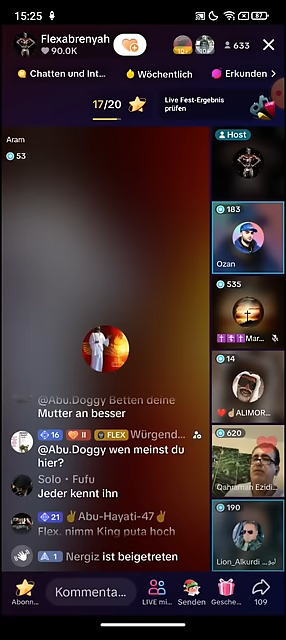 15:25
87
Flexabrenyah
90.0K
633
Chatten und Int...
Wöchentlich
Erkunden >
17/20
Live Fest-Ergebnis
prüfen
Aram
53
Host
183
Ozan
535
Mar...
14
ALIMOR...
620
Qahraman Ezidi...
190
Lion_Alkurdi
@Abu.Doggy Betten deine
Mutter an besser
16
II
FLEX
Würgend...
@Abu.Doggy wen meinst du
hier?
Solo · Fufu
Jeder kennt ihn
21
Abu-Hayati-47
Flex. nimm King puta hoch
1
Nergiz ist beigetreten
Abonn...
Kommenta...
LIVE mi...
Senden
Gesche...
109